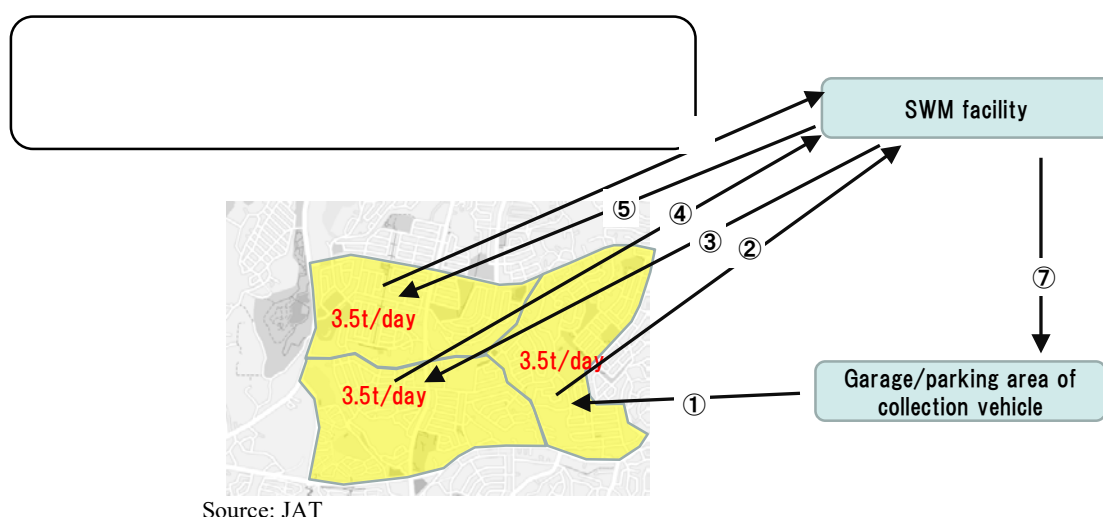 SWM facility
⑤
④
③
②
3.5t/day
⑦
3.5t/day
3.5t/day
Garage/parking area of
collection vehicle
①
Source: JAT